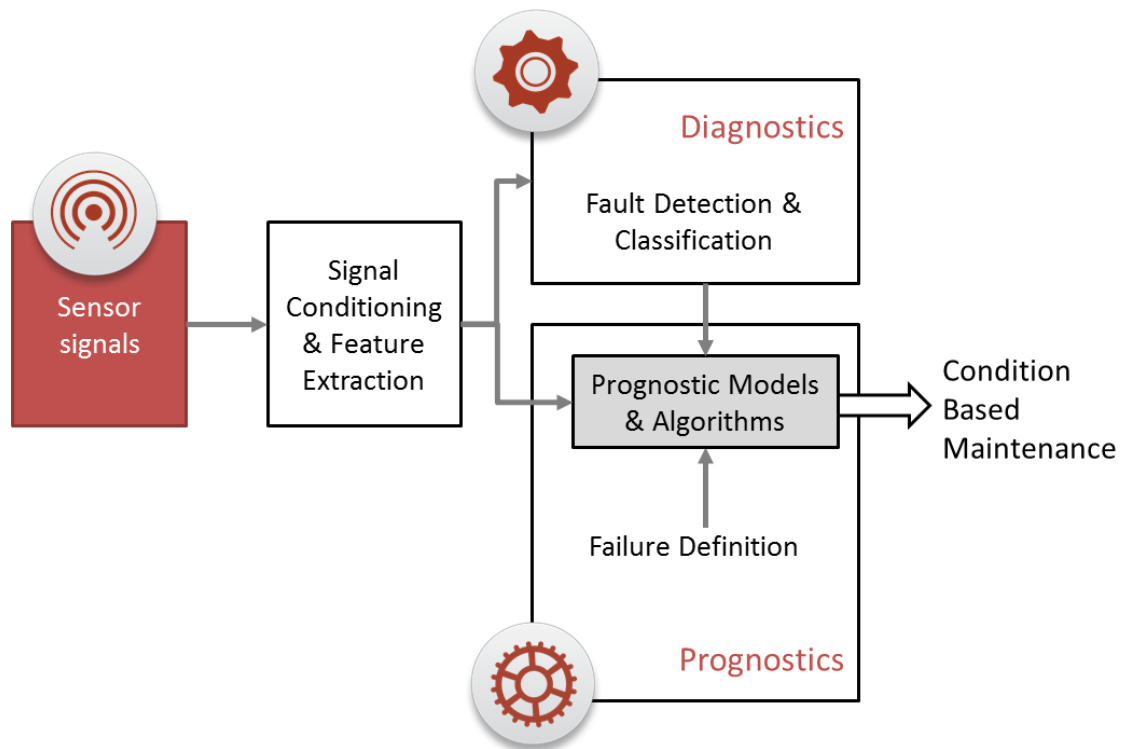 Diagnostics
Fault Detection &
Classification
Sensor
signals
Signal
Conditioning
& Feature
Extraction
Prognostic Models
& Algorithms
Condition
Based
Maintenance
Failure Definition
Prognostics